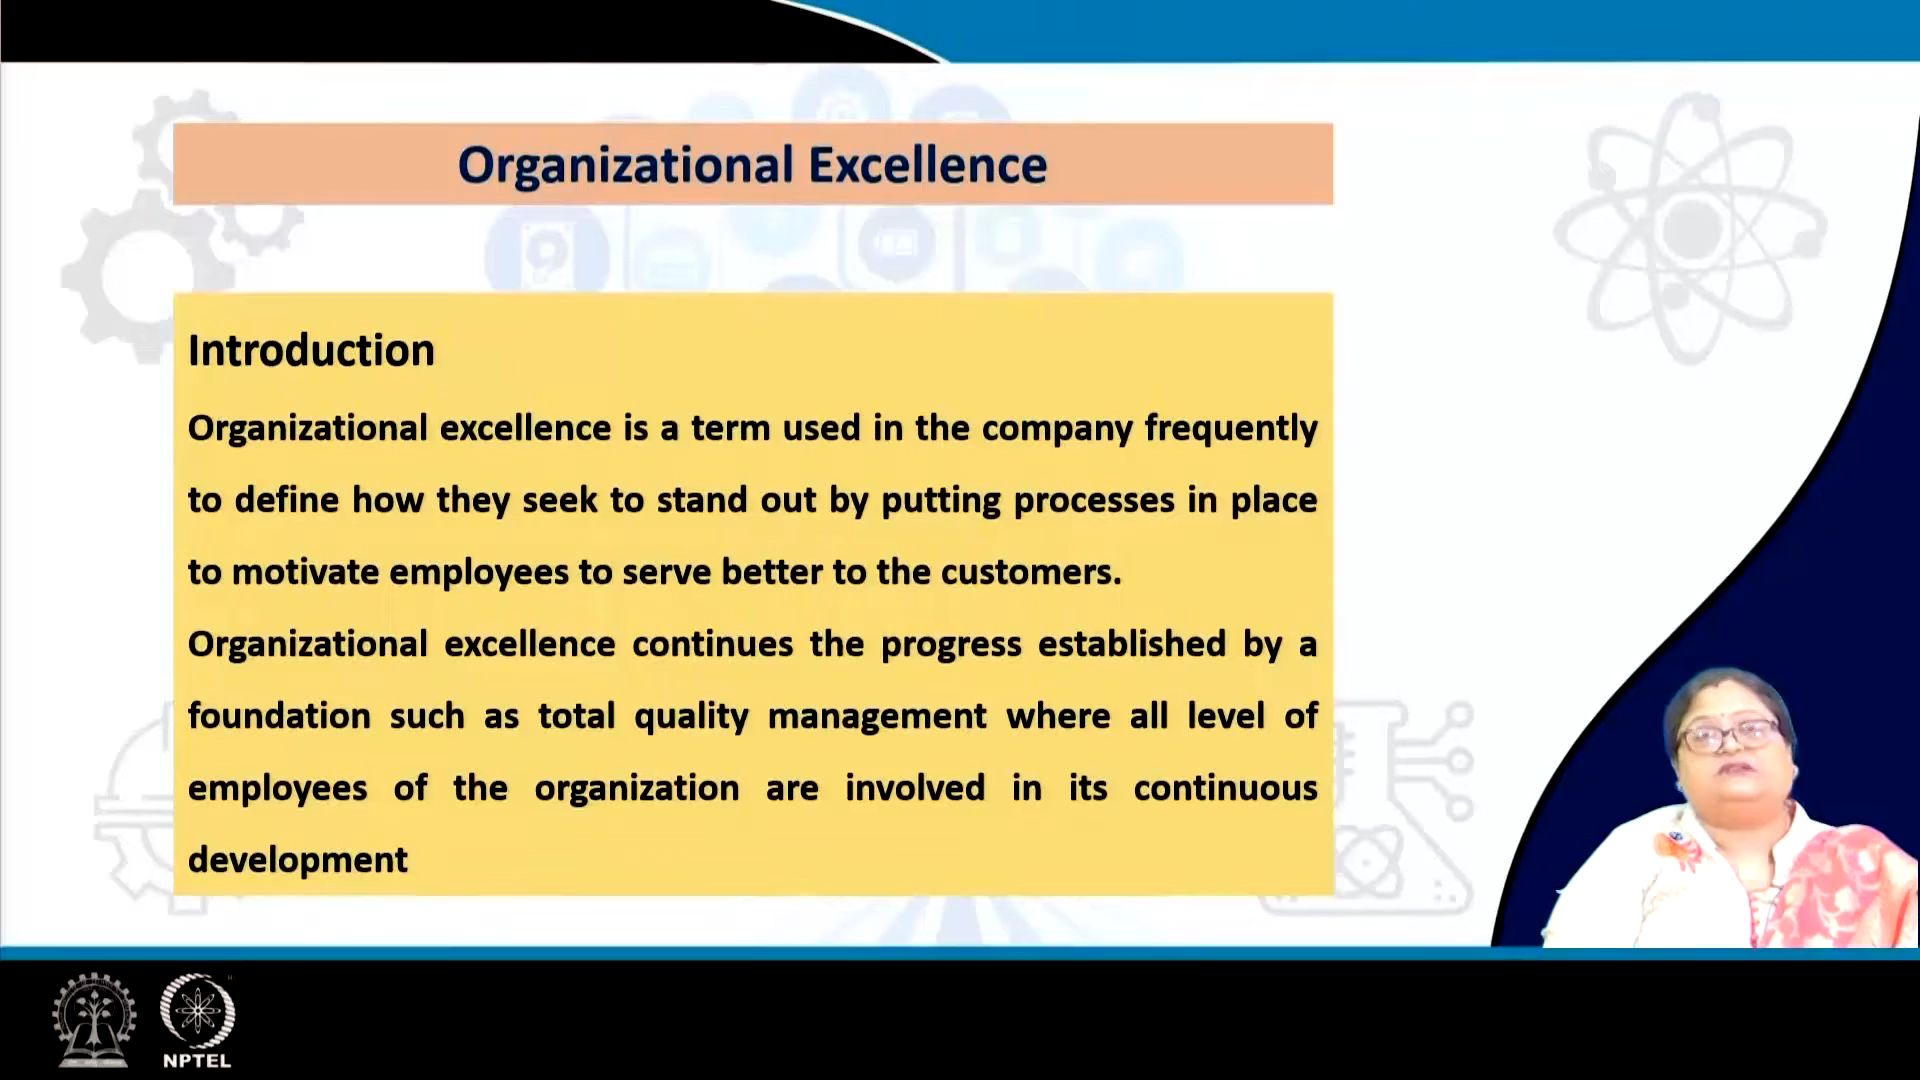 Organizational Excellence
Introduction
Organizational excellence is a term used in the company frequently
to define how they seek to stand out by putting processes in place
to motivate employees to serve better to the customers.
Organizational excellence continues the progress established by a
foundation such as total quality management where all level of
employees of the organization are involved in its continuous
development
NPTEL